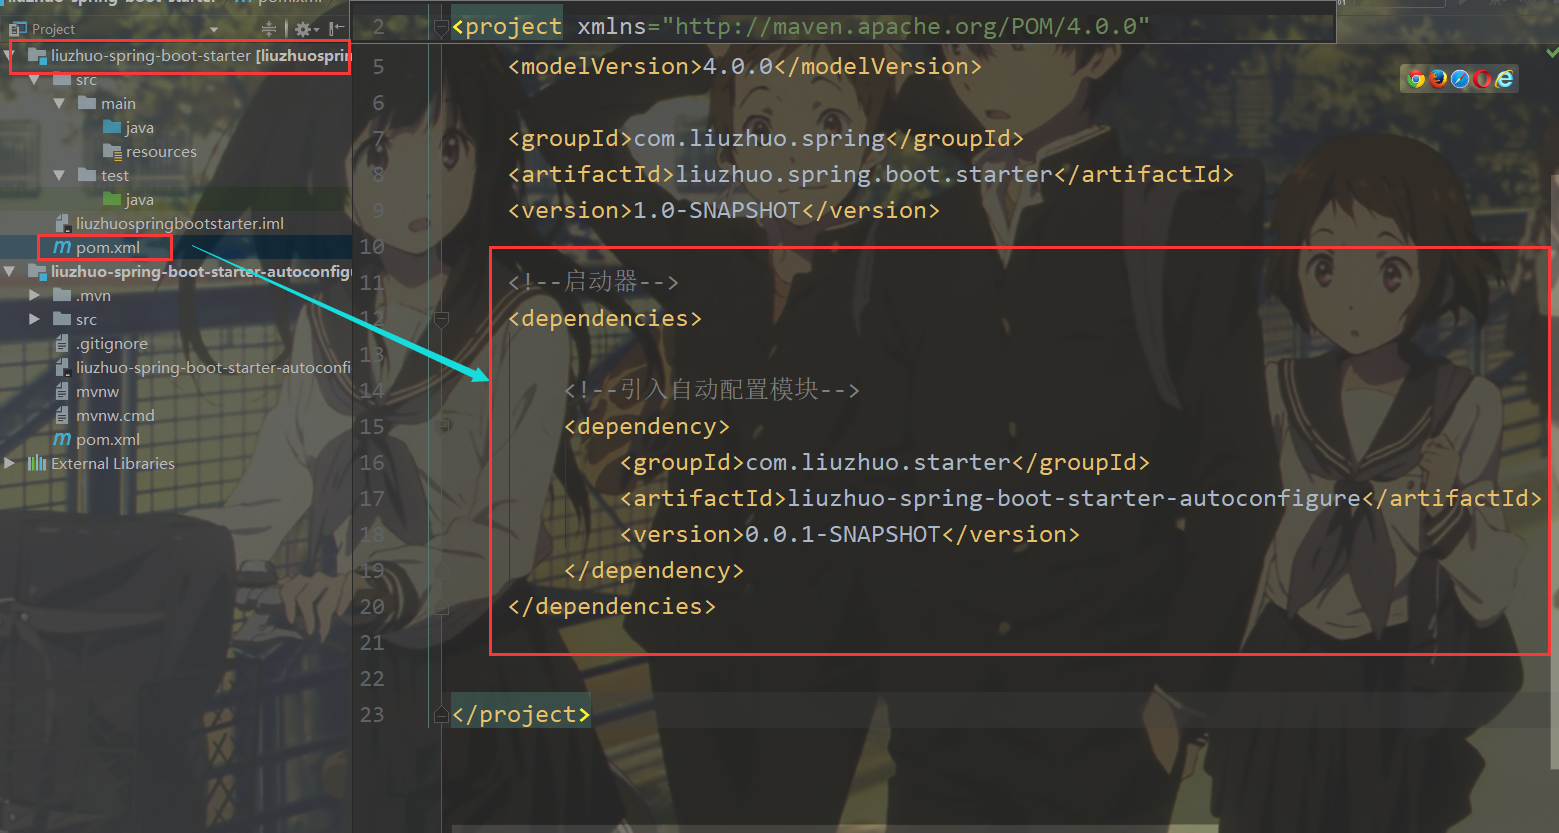 Project
liuzhuo-spring-boot-starter [liuzhuosprin
src
main
java
resources
test
java
liuzhuospringbootstarter.iml
pom.xml
liuzhuo-spring-boot-starter-autoconfigu
.mvn
src
.gitignore
liuzhuo-spring-boot-starter-autoconfi
mvnw
mvnw.cmd
pom.xml
External Libraries
2 <project xmlns="http://maven.apache.org/POM/4.0.0"
5 <modelVersion>4.0.0</modelVersion>
6
7 <groupId>com.liuzhuo.spring</groupId>
8 <artifactId>liuzhuo.spring.boot.starter</artifactId>
9 <version>1.0-SNAPSHOT</version>
10
11 <!--启动器-->
12 <dependencies>
13
14 <!--引入自动配置模块-->
15 <dependency>
16 <groupId>com.liuzhuo.starter</groupId>
17 <artifactId>liuzhuo-spring-boot-starter-autoconfigure</artifactId>
18 <version>0.0.1-SNAPSHOT</version>
19 </dependency>
20 </dependencies>
21
22
23 </project>